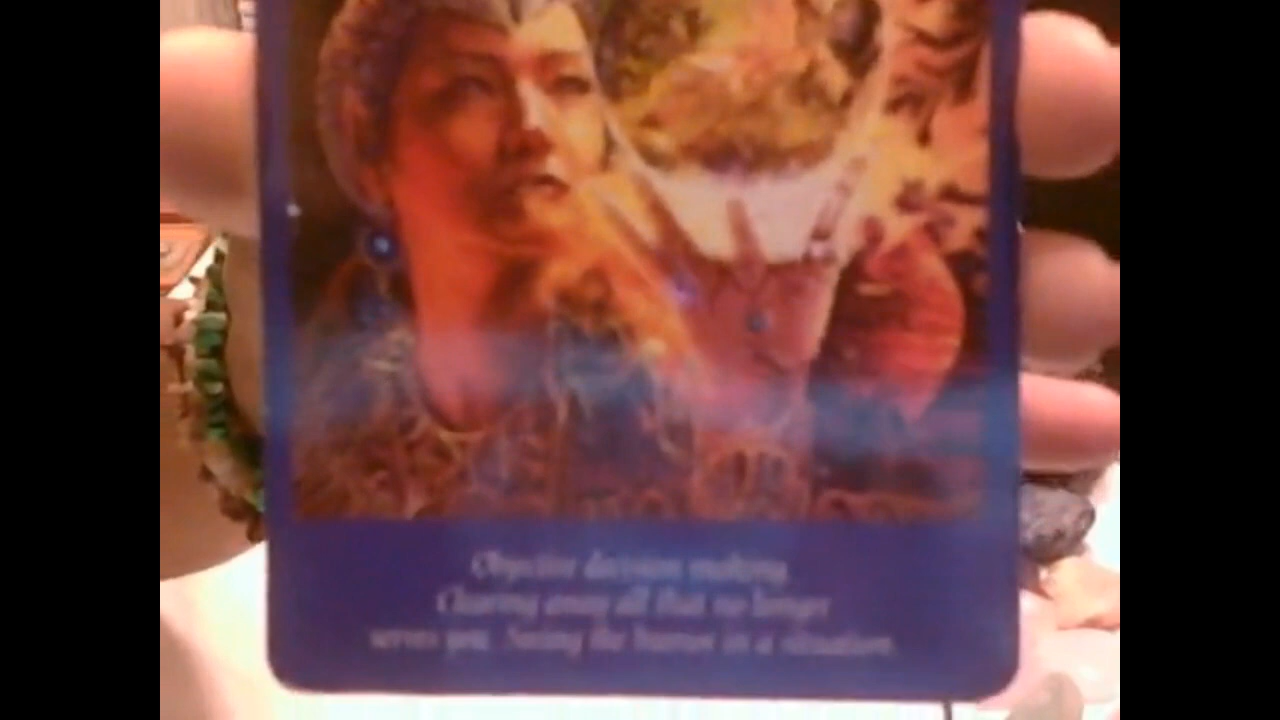 Objective decision making.
Clearing away all that no longer
serves you. Seeing the humor in a situation.